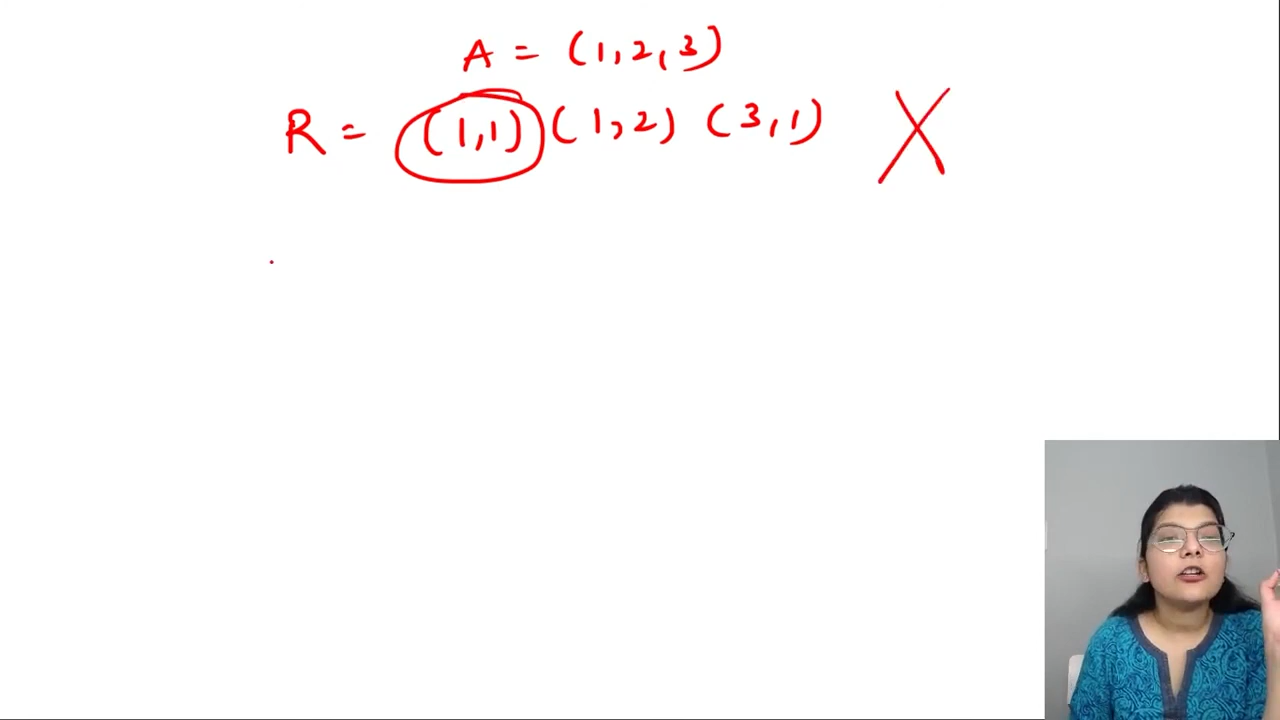 A = (1,2,3)
R = (1,1) (1,2) (3,1) X